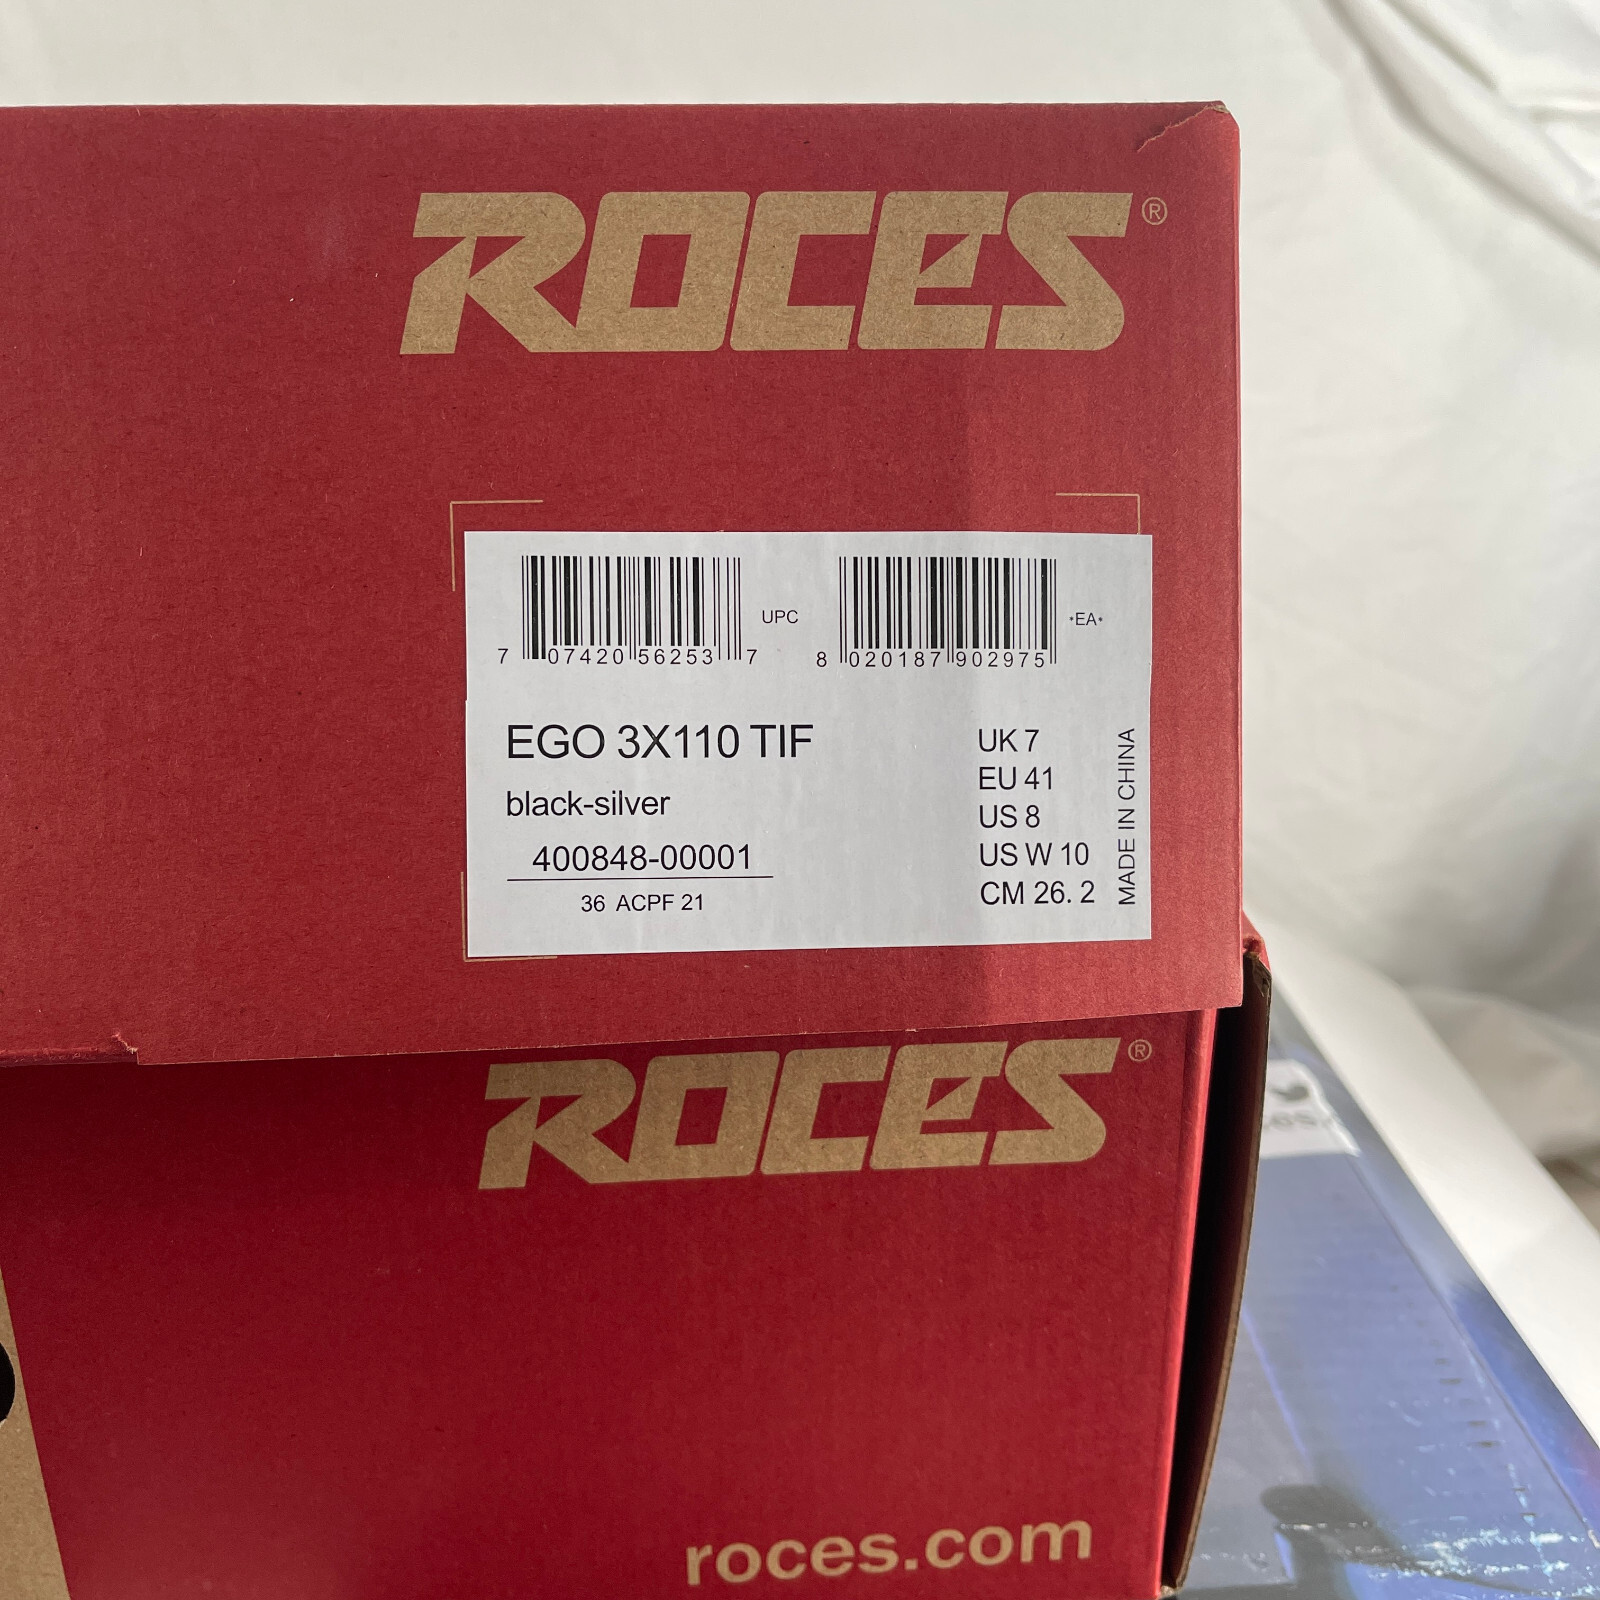 ROCES®
7 07420 56253 7 UPC
8 020187 902975 *EA*
EGO 3X110 TIF
black-silver
400848-00001
36 ACPF 21
UK 7
EU 41
US 8
US W 10
CM 26. 2
MADE IN CHINA
ROCES®
roces.com